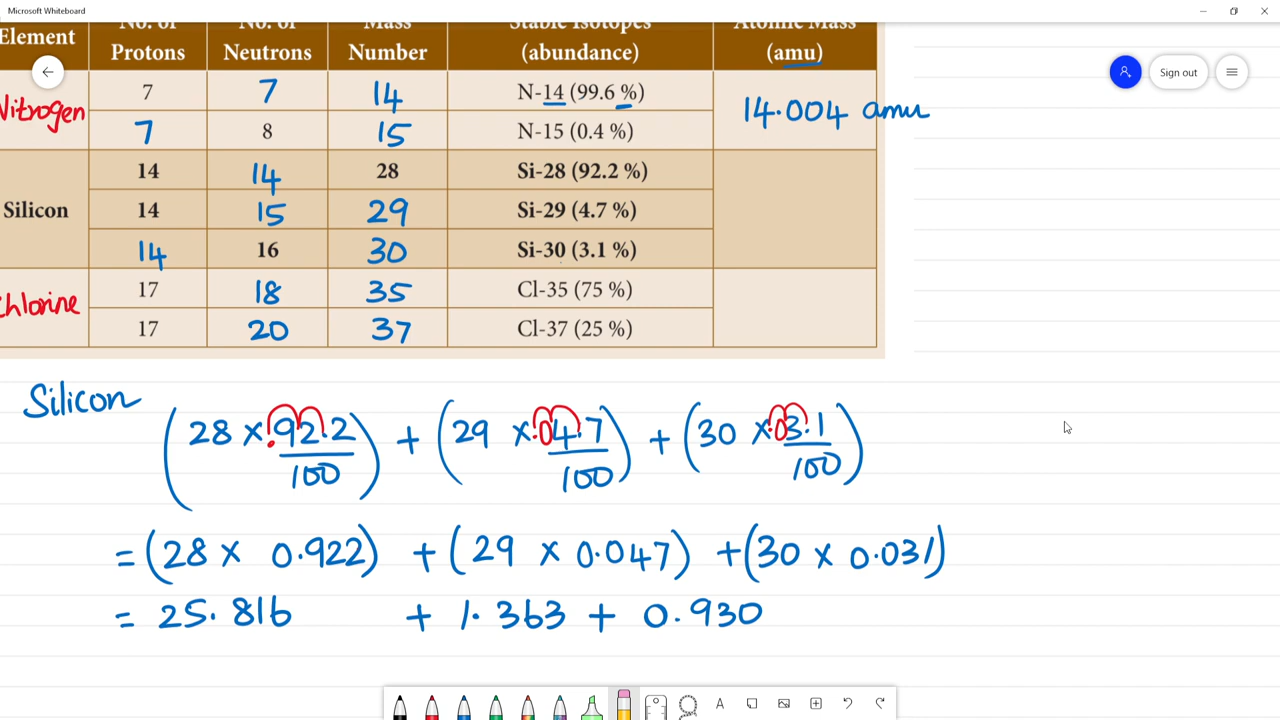 Microsoft Whiteboard
Sign out
Element No. of Protons No. of Neutrons Mass Number Stable Isotopes (abundance) Atomic Mass (amu)
Nitrogen 7 7 14 N-14 (99.6 %) 14.004 amu
7 8 15 N-15 (0.4 %)
Silicon 14 14 28 Si-28 (92.2 %)
14 15 29 Si-29 (4.7 %)
14 16 30 Si-30 (3.1 %)
Chlorine 17 18 35 Cl-35 (75 %)
17 20 37 Cl-37 (25 %)
Silicon
(28 × .92.2/100) + (29 × .04.7/100) + (30 × .03.1/100)
= (28 × 0.922) + (29 × 0.047) + (30 × 0.031)
= 25.816 + 1.363 + 0.930
A